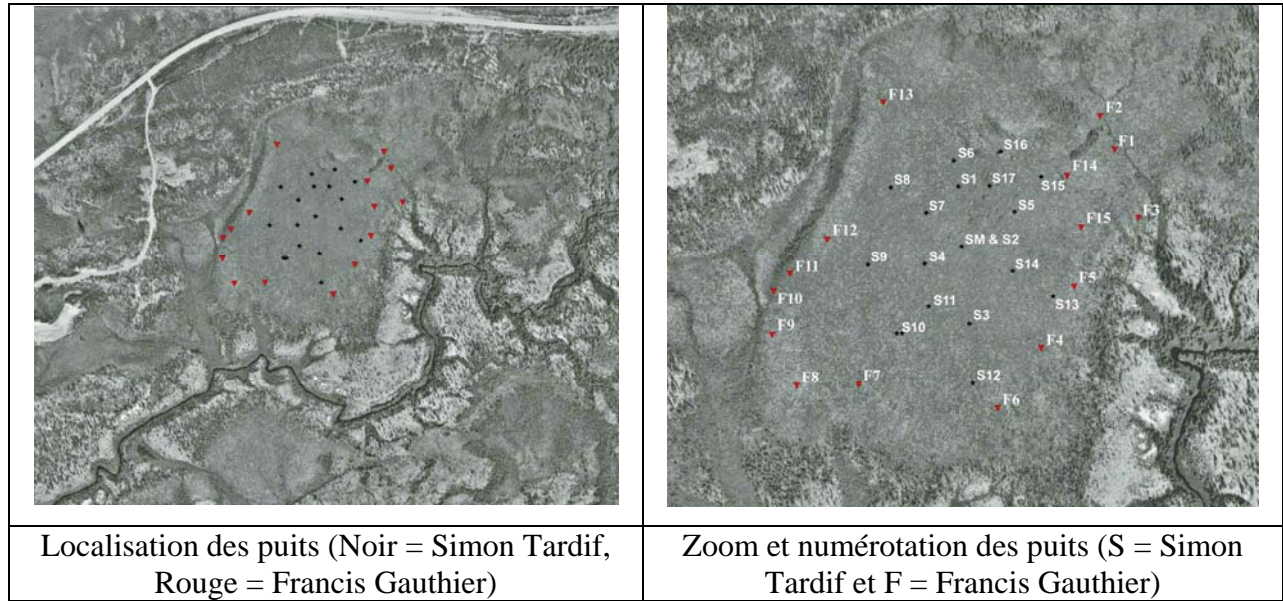 F13
F2
F1
S16
S6
F14
S8
S1
S17
S15
S7
S5
F3
F15
F12
SM & S2
S9
S4
S14
F11
F5
F10
S13
S11
S3
F9
S10
F4
F8
F7
S12
F6
Localisation des puits (Noir = Simon Tardif,
Rouge = Francis Gauthier)
Zoom et numérotation des puits (S = Simon
Tardif et F = Francis Gauthier)